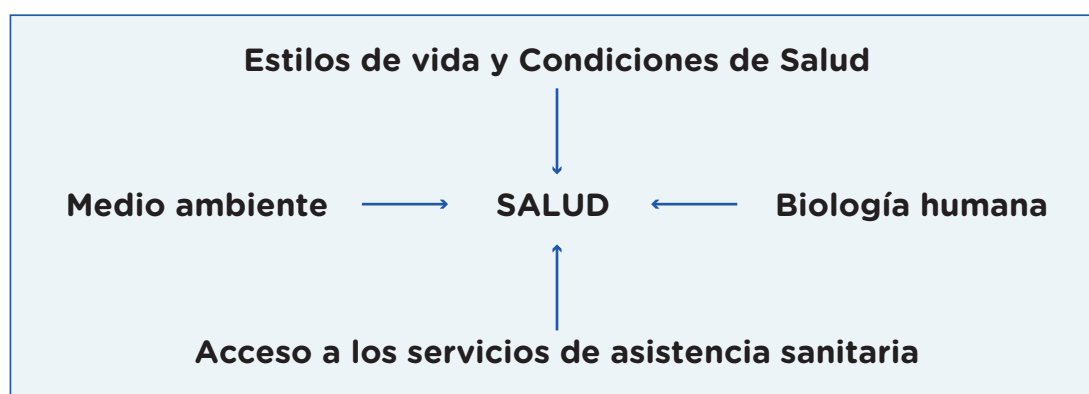 Estilos de vida y Condiciones de Salud
Medio ambiente SALUD Biología humana
Acceso a los servicios de asistencia sanitaria